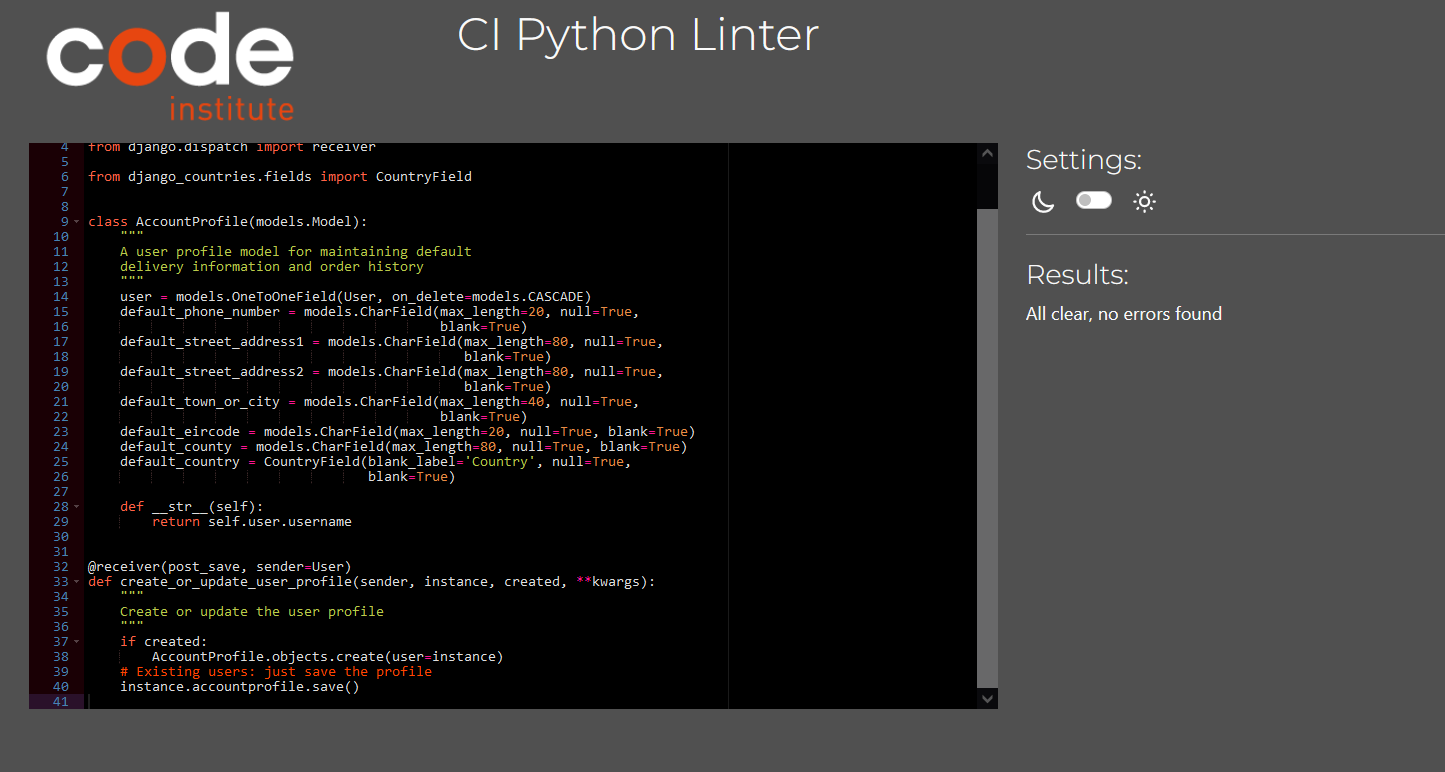 code
institute
CI Python Linter
4 from django.dispatch import receiver
5
6 from django_countries.fields import CountryField
7
8
9 class AccountProfile(models.Model):
10     """
11     A user profile model for maintaining default
12     delivery information and order history
13     """
14     user = models.OneToOneField(User, on_delete=models.CASCADE)
15     default_phone_number = models.CharField(max_length=20, null=True,
16                                             blank=True)
17     default_street_address1 = models.CharField(max_length=80, null=True,
18                                                blank=True)
19     default_street_address2 = models.CharField(max_length=80, null=True,
20                                                blank=True)
21     default_town_or_city = models.CharField(max_length=40, null=True,
22                                             blank=True)
23     default_eircode = models.CharField(max_length=20, null=True, blank=True)
24     default_county = models.CharField(max_length=80, null=True, blank=True)
25     default_country = CountryField(blank_label='Country', null=True,
26                                    blank=True)
27
28     def __str__(self):
29         return self.user.username
30
31
32 @receiver(post_save, sender=User)
33 def create_or_update_user_profile(sender, instance, created, **kwargs):
34     """
35     Create or update the user profile
36     """
37     if created:
38         AccountProfile.objects.create(user=instance)
39     # Existing users: just save the profile
40     instance.accountprofile.save()
41
Settings:
Results:
All clear, no errors found